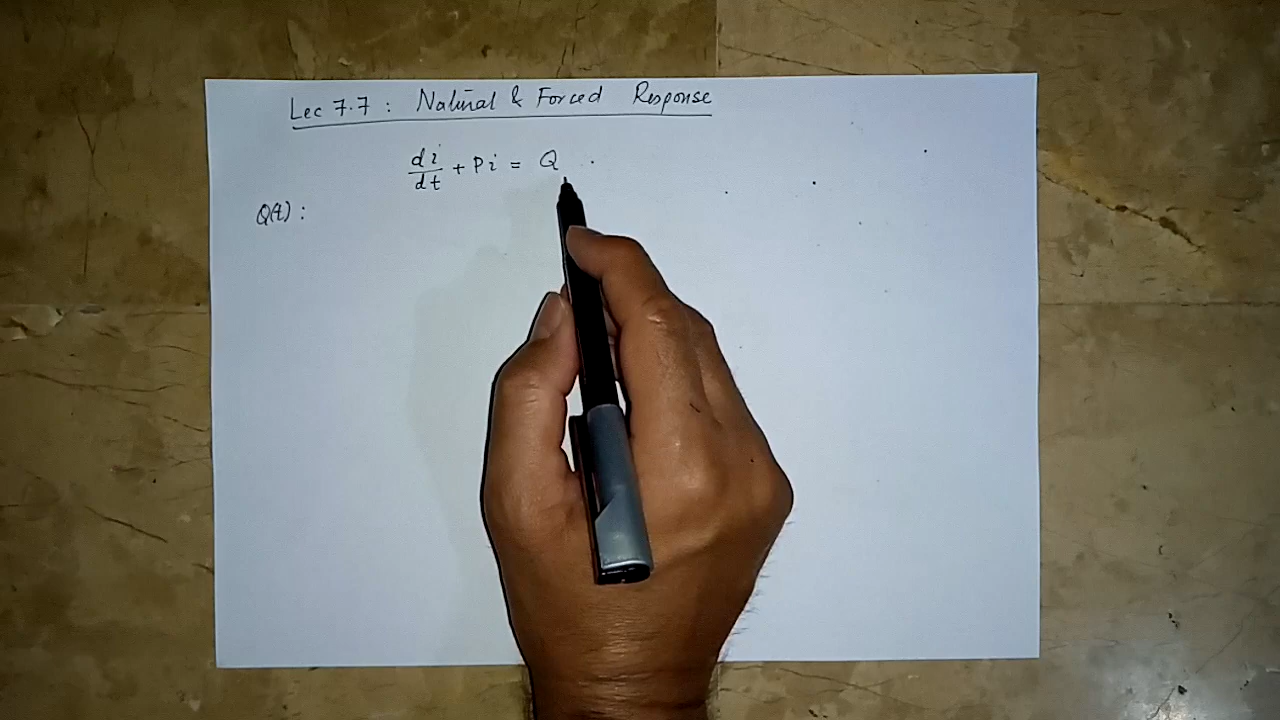 Lec 7.7 : Natural & Forced Response
di/dt + Pi = Q
Q(t) :